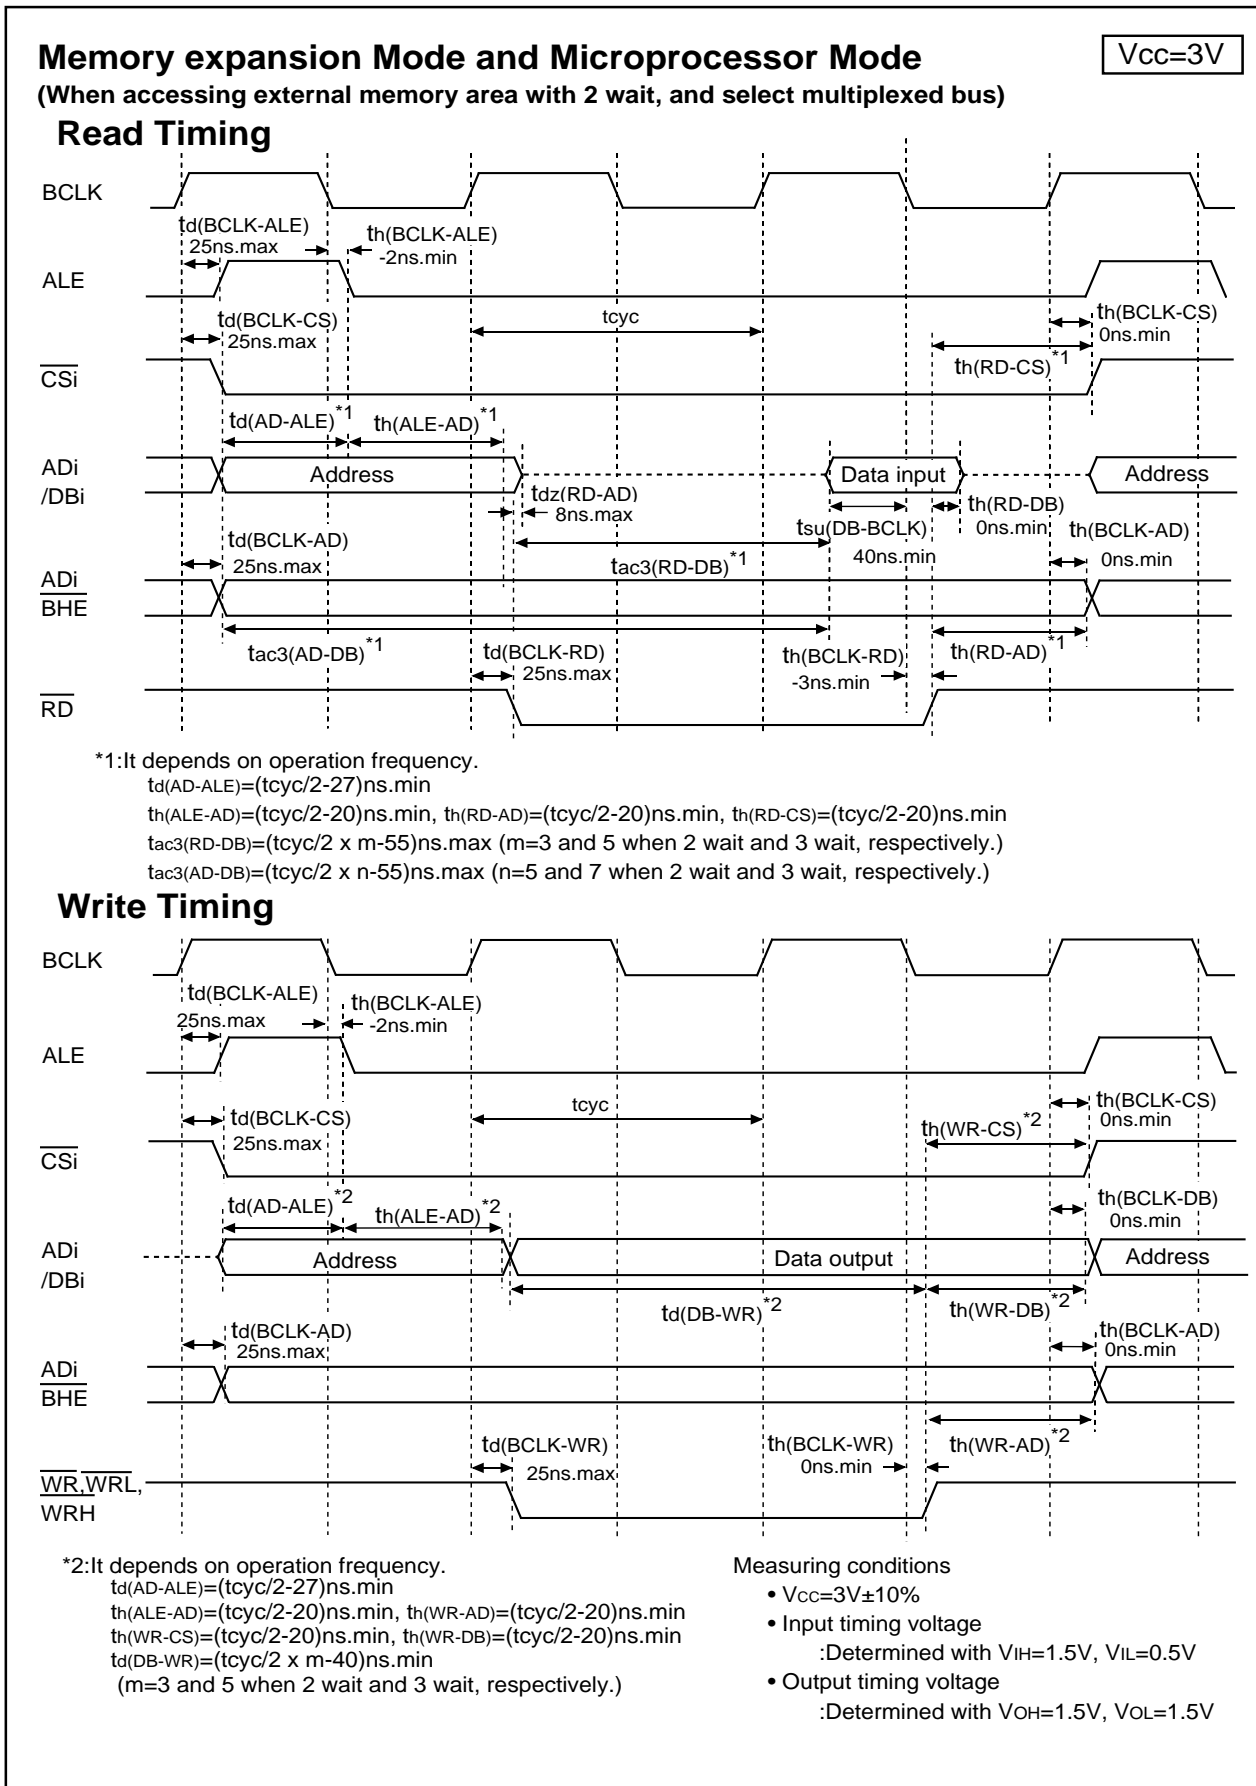 Memory expansion Mode and Microprocessor Mode
Vcc=3V
(When accessing external memory area with 2 wait, and select multiplexed bus)
Read Timing
BCLK
td(BCLK-ALE)
25ns.max
th(BCLK-ALE)
-2ns.min
ALE
td(BCLK-CS)
25ns.max
tcyc
th(BCLK-CS)
0ns.min
th(RD-CS)*1
CSi
td(AD-ALE)*1
th(ALE-AD)*1
ADi
/DBi
Address
Data input
Address
tdz(RD-AD)
8ns.max
th(RD-DB)
0ns.min
tsu(DB-BCLK)
40ns.min
th(BCLK-AD)
0ns.min
td(BCLK-AD)
25ns.max
tac3(RD-DB)*1
ADi
BHE
tac3(AD-DB)*1
td(BCLK-RD)
25ns.max
th(BCLK-RD)
-3ns.min
th(RD-AD)*1
RD
*1:It depends on operation frequency.
td(AD-ALE)=(tcyc/2-27)ns.min
th(ALE-AD)=(tcyc/2-20)ns.min, th(RD-AD)=(tcyc/2-20)ns.min, th(RD-CS)=(tcyc/2-20)ns.min
tac3(RD-DB)=(tcyc/2 x m-55)ns.max (m=3 and 5 when 2 wait and 3 wait, respectively.)
tac3(AD-DB)=(tcyc/2 x n-55)ns.max (n=5 and 7 when 2 wait and 3 wait, respectively.)
Write Timing
BCLK
td(BCLK-ALE)
25ns.max
th(BCLK-ALE)
-2ns.min
ALE
td(BCLK-CS)
25ns.max
tcyc
th(BCLK-CS)
0ns.min
th(WR-CS)*2
CSi
td(AD-ALE)*2
th(ALE-AD)*2
th(BCLK-DB)
0ns.min
ADi
/DBi
Address
Data output
Address
td(DB-WR)*2
th(WR-DB)*2
td(BCLK-AD)
25ns.max
th(BCLK-AD)
0ns.min
ADi
BHE
td(BCLK-WR)
25ns.max
th(BCLK-WR)
0ns.min
th(WR-AD)*2
WR,WRL,
WRH
*2:It depends on operation frequency.
td(AD-ALE)=(tcyc/2-27)ns.min
th(ALE-AD)=(tcyc/2-20)ns.min, th(WR-AD)=(tcyc/2-20)ns.min
th(WR-CS)=(tcyc/2-20)ns.min, th(WR-DB)=(tcyc/2-20)ns.min
td(DB-WR)=(tcyc/2 x m-40)ns.min
(m=3 and 5 when 2 wait and 3 wait, respectively.)
Measuring conditions
• VCC=3V±10%
• Input timing voltage
:Determined with VIH=1.5V, VIL=0.5V
• Output timing voltage
:Determined with VOH=1.5V, VOL=1.5V